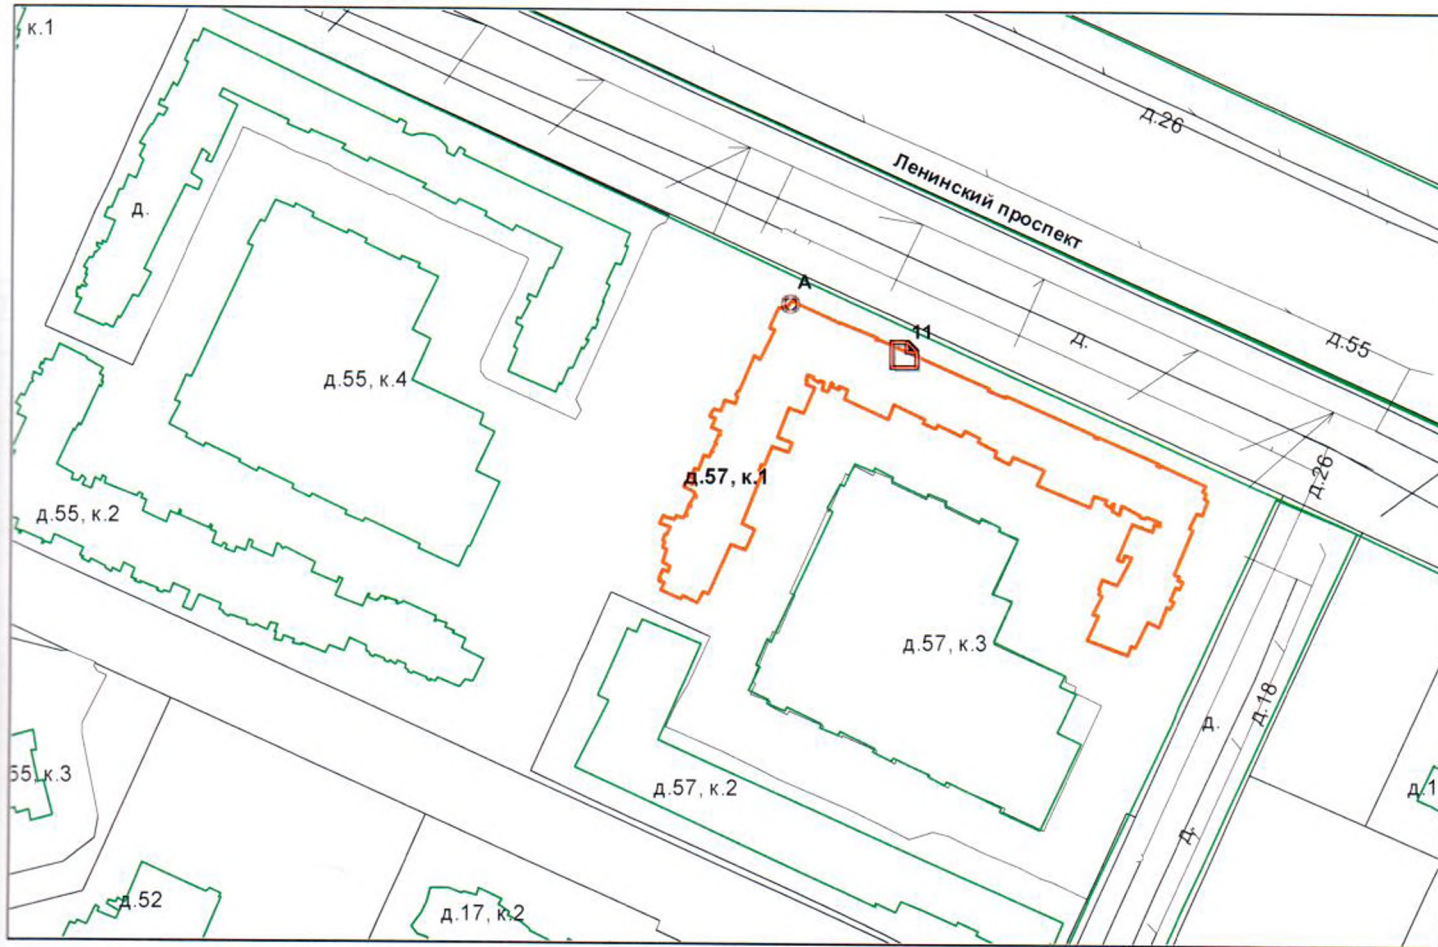 к.1
д.26
Ленинский проспект
д.
А
11
д.
д.55
д.55, к.4
д.57, к.1
д.26
д.55, к.2
д.57, к.3
д.
д.18
55, к.3
д.57, к.2
д.1
д.
д.52
д.17, к.2